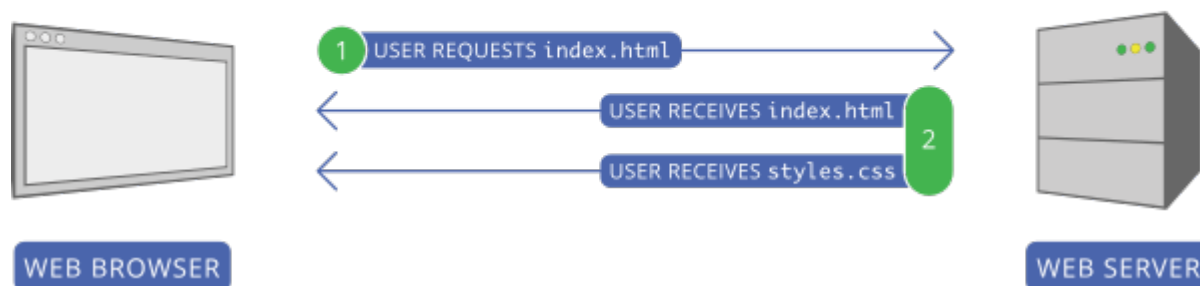 1 USER REQUESTS index.html
USER RECEIVES index.html
2
USER RECEIVES styles.css
WEB BROWSER
WEB SERVER